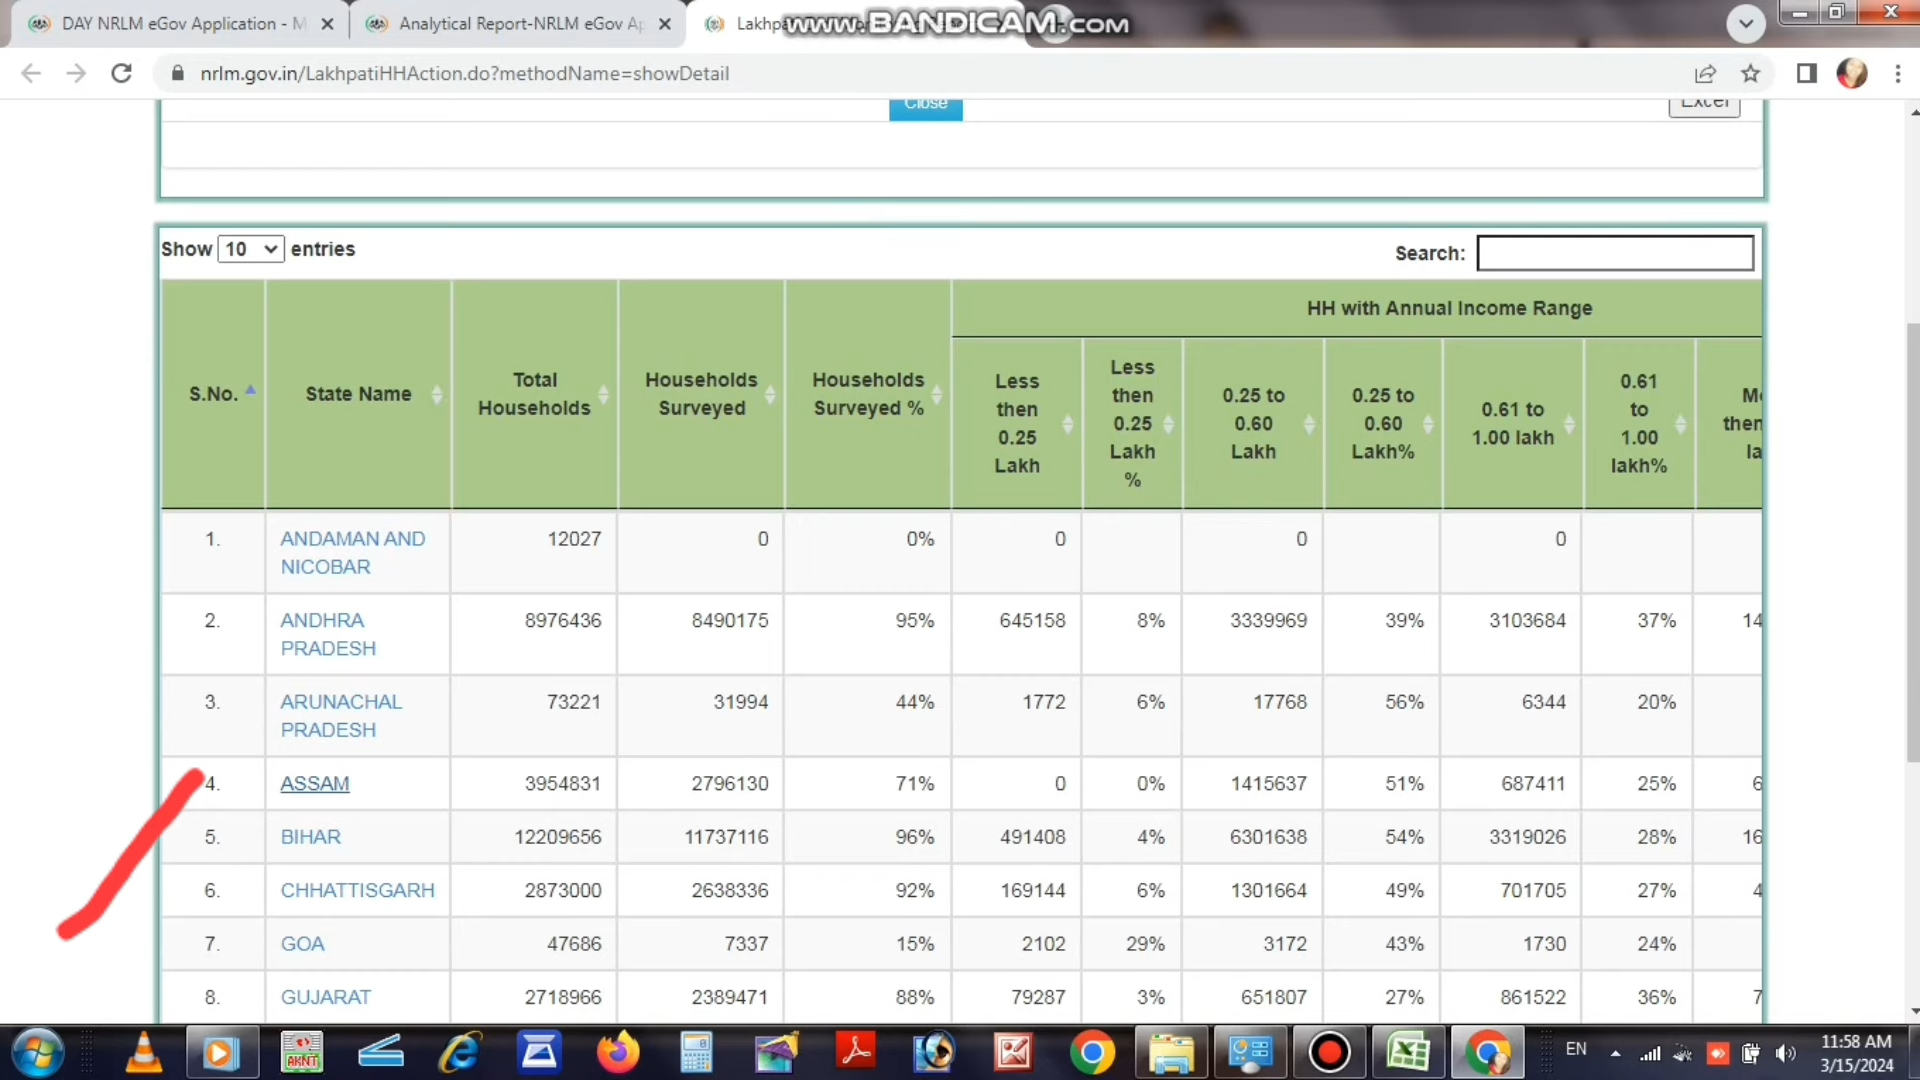 DAY NRLM eGov Application - M
Analytical Report-NRLM eGov Ap
Lakhpa
www.BANDICAM.COM
nrlm.gov.in/LakhpatiHHAction.do?methodName=showDetail
Close
Excel
Show 10 entries
Search:
HH with Annual Income Range
S.No.
State Name
Total Households
Households Surveyed
Households Surveyed %
Less then 0.25 Lakh
Less then 0.25 Lakh %
0.25 to 0.60 Lakh
0.25 to 0.60 Lakh%
0.61 to 1.00 lakh
0.61 to 1.00 lakh%
1. ANDAMAN AND NICOBAR 12027 0 0% 0 0 0
2. ANDHRA PRADESH 8976436 8490175 95% 645158 8% 3339969 39% 3103684 37% 14
3. ARUNACHAL PRADESH 73221 31994 44% 1772 6% 17768 56% 6344 20%
4. ASSAM 3954831 2796130 71% 0 0% 1415637 51% 687411 25% 6
5. BIHAR 12209656 11737116 96% 491408 4% 6301638 54% 3319026 28% 16
6. CHHATTISGARH 2873000 2638336 92% 169144 6% 1301664 49% 701705 27% 4
7. GOA 47686 7337 15% 2102 29% 3172 43% 1730 24%
8. GUJARAT 2718966 2389471 88% 79287 3% 651807 27% 861522 36% 7
AKNT
EN
11:58 AM
3/15/2024